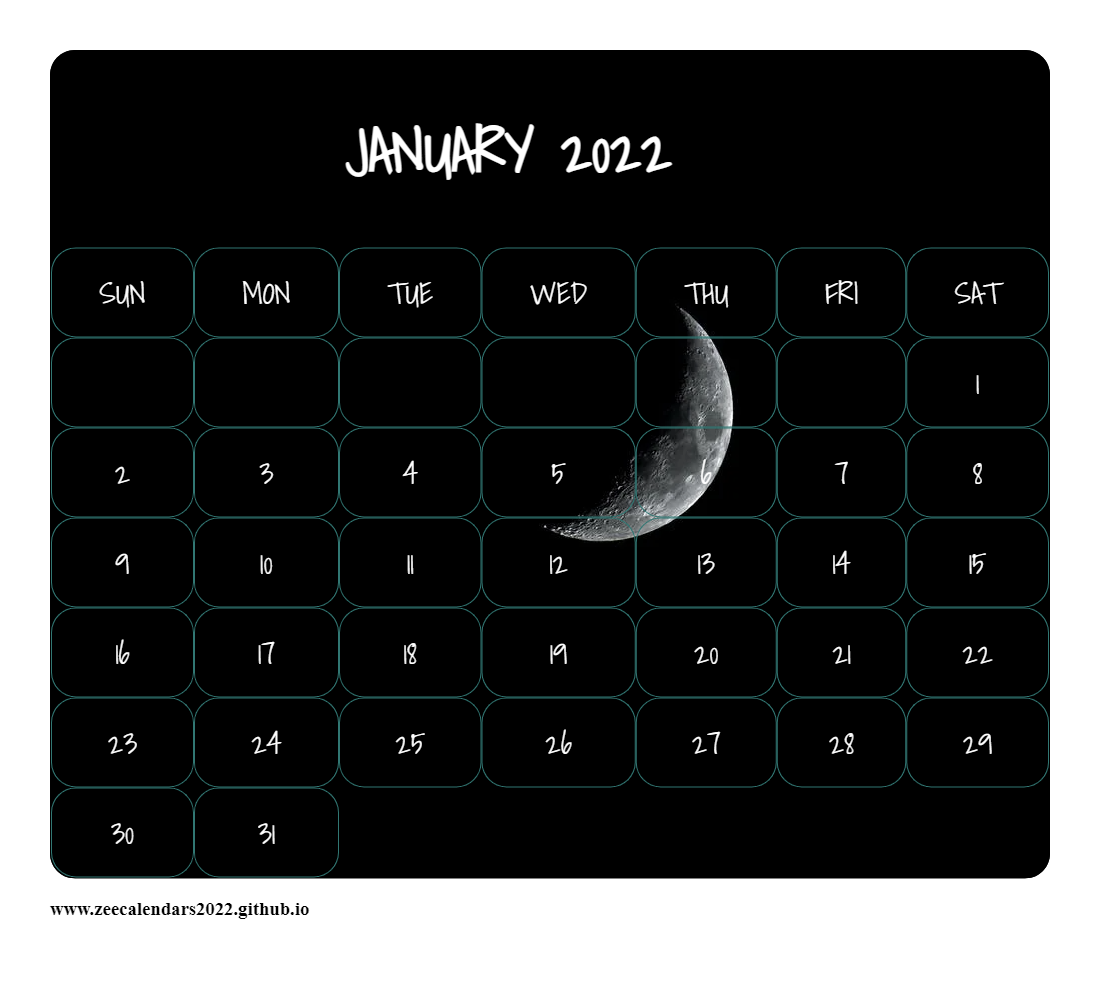 JANUARY 2022
SUN MON TUE WED THU FRI SAT
1
2 3 4 5 6 7 8
9 10 11 12 13 14 15
16 17 18 19 20 21 22
23 24 25 26 27 28 29
30 31
www.zeecalendars2022.github.io